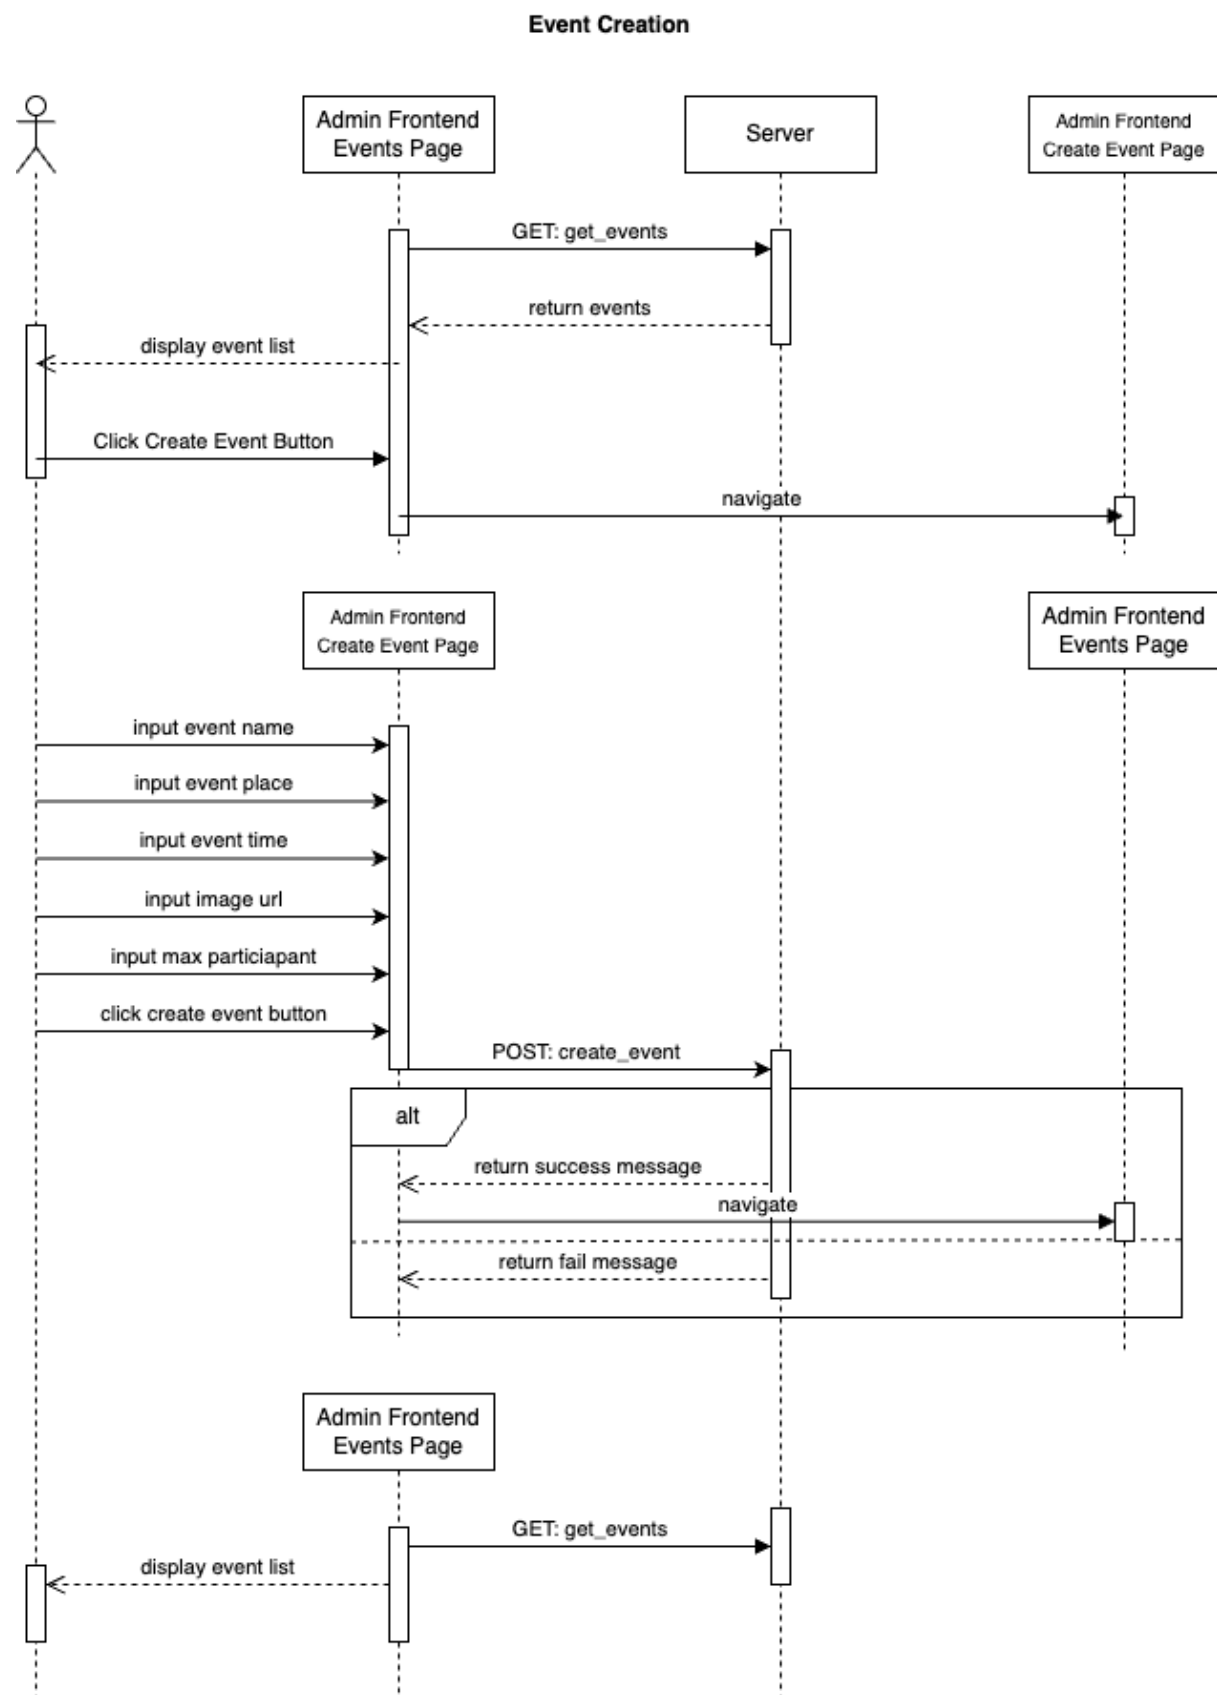 Event Creation
Admin Frontend
Events Page
Server
Admin Frontend
Create Event Page
GET: get_events
return events
display event list
Click Create Event Button
navigate
Admin Frontend
Create Event Page
Admin Frontend
Events Page
input event name
input event place
input event time
input image url
input max particiapant
click create event button
POST: create_event
alt
return success message
navigate
return fail message
Admin Frontend
Events Page
GET: get_events
display event list